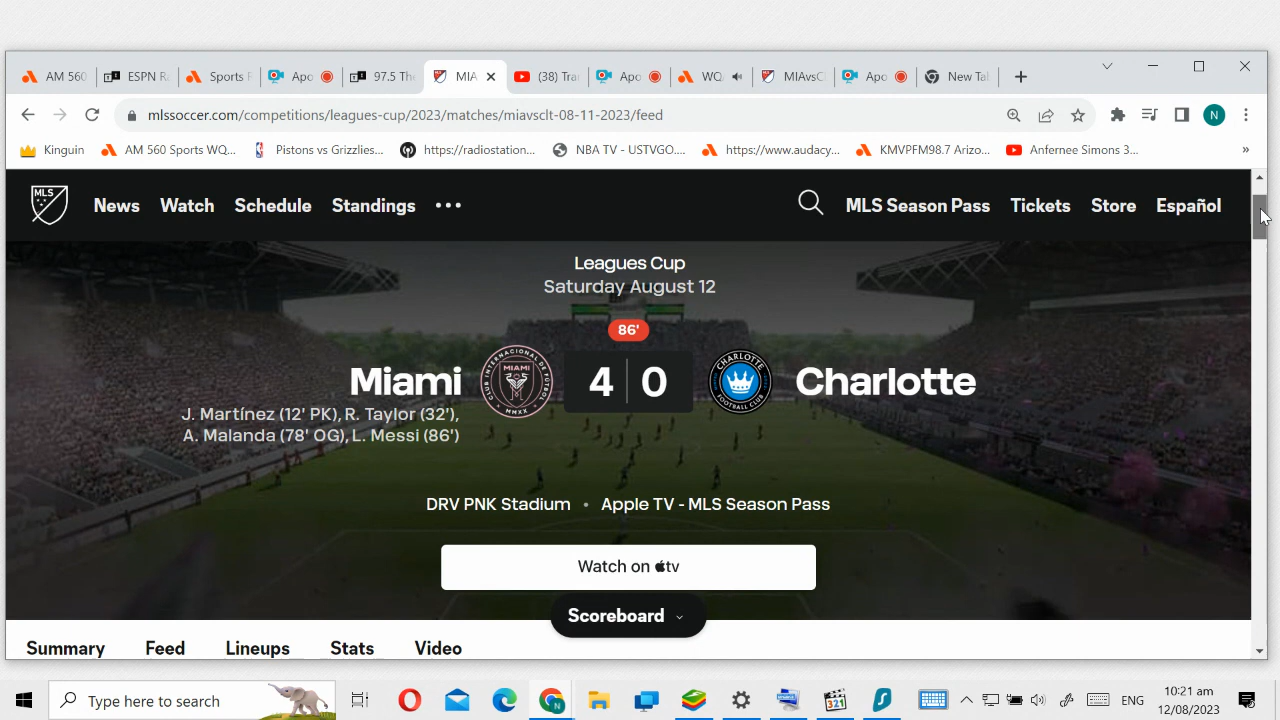 AM 560
ESPN Ra
Sports R
Apo
97.5 The
MIA
(38) Tra
Apo
WQ
MIAvsC
Apo
New Tab
mlssoccer.com/competitions/leagues-cup/2023/matches/miavsclt-08-11-2023/feed
N
Kinguin
AM 560 Sports WQ...
Pistons vs Grizzlies...
https://radiostation...
NBA TV - USTVGO....
https://www.audacy...
KMVPFM98.7 Arizo...
Anfernee Simons 3...
»
MLS
News
Watch
Schedule
Standings
•••
MLS Season Pass
Tickets
Store
Español
Leagues Cup
Saturday August 12
86'
Miami
4 | 0
Charlotte
J. Martínez (12' PK), R. Taylor (32'),
A. Malanda (78' OG), L. Messi (86')
DRV PNK Stadium • Apple TV - MLS Season Pass
Watch on tv
Scoreboard
Summary
Feed
Lineups
Stats
Video
Type here to search
321
ENG
10:21 am
12/08/2023